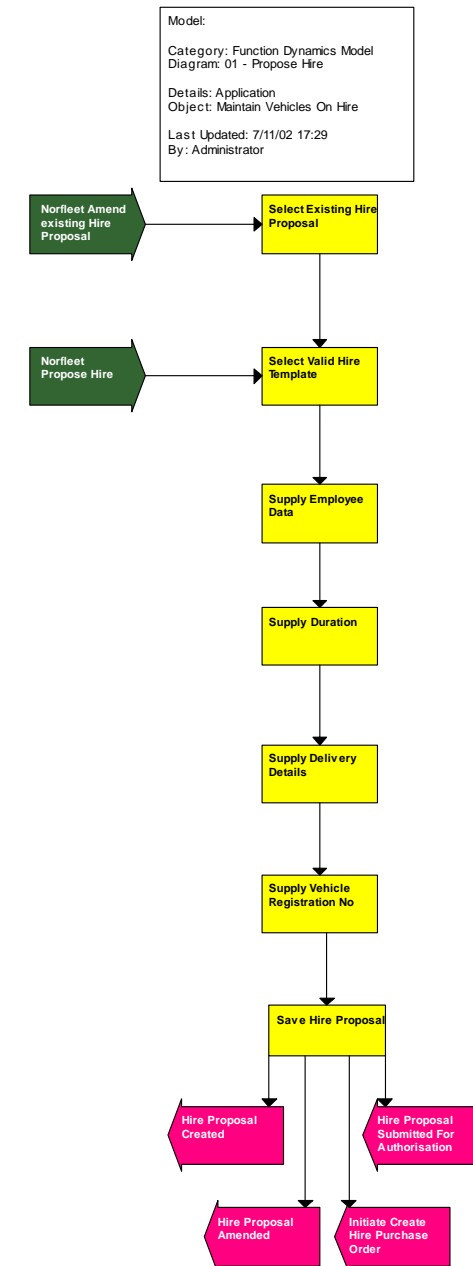 Model:
Category: Function Dynamics Model
Diagram: 01 - Propose Hire
Details: Application
Object: Maintain Vehicles On Hire
Last Updated: 7/11/02 17:29
By: Administrator
Norfleet Amend
existing Hire
Proposal
Select Existing Hire
Proposal
Norfleet
Propose Hire
Select Valid Hire
Template
Supply Employee
Data
Supply Duration
Supply Delivery
Details
Supply Vehicle
Registration No
Save Hire Proposal
Hire Proposal
Created
Hire Proposal
Submitted For
Authorisation
Hire Proposal
Amended
Initiate Create
Hire Purchase
Order